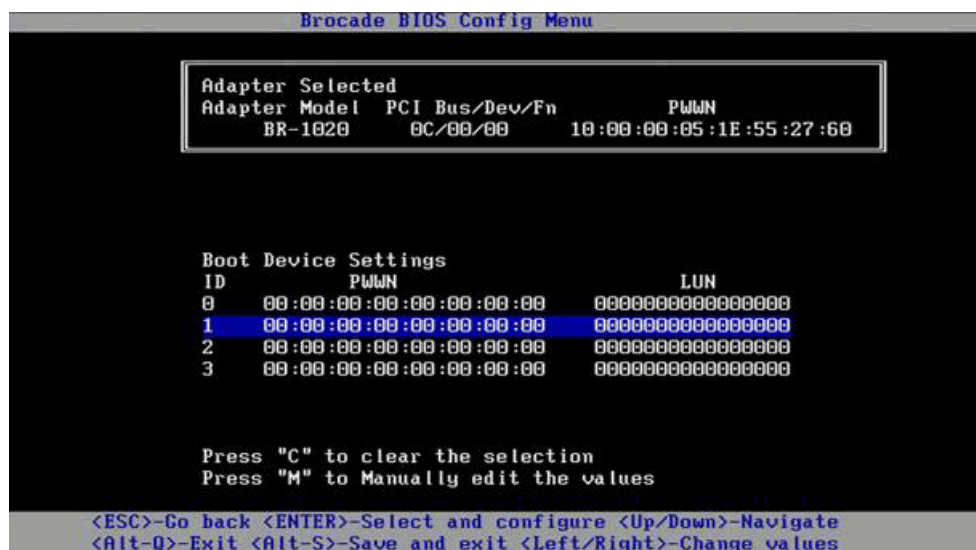 Brocade BIOS Config Menu
Adapter Selected
Adapter Model PCI Bus/Dev/Fn PWWN
BR-1020 0C/00/00 10:00:00:05:1E:55:27:60
Boot Device Settings
ID PWWN LUN
0 00:00:00:00:00:00:00:00 0000000000000000
1 00:00:00:00:00:00:00:00 0000000000000000
2 00:00:00:00:00:00:00:00 0000000000000000
3 00:00:00:00:00:00:00:00 0000000000000000
Press "C" to clear the selection
Press "M" to Manually edit the values
<ESC>-Go back <ENTER>-Select and configure <Up/Down>-Navigate
<Alt-Q>-Exit <Alt-S>-Save and exit <Left/Right>-Change values